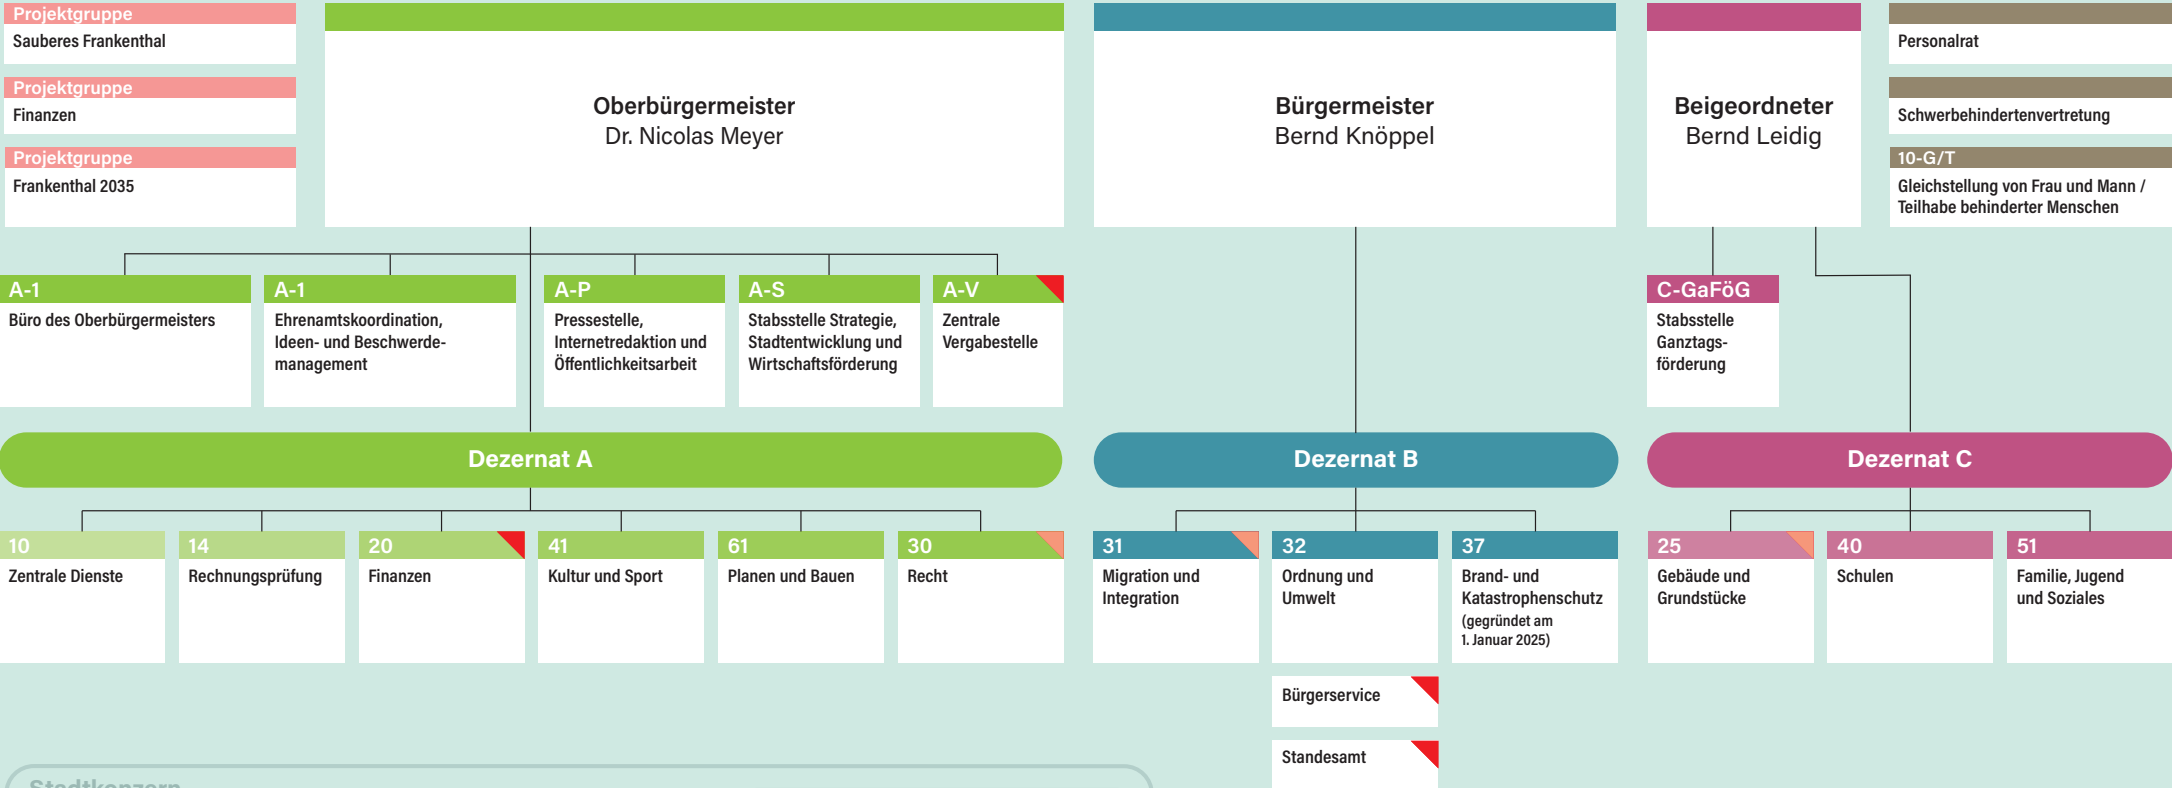 Projektgruppe
Sauberes Frankenthal
Projektgruppe
Finanzen
Projektgruppe
Frankenthal 2035
Oberbürgermeister
Dr. Nicolas Meyer
Bürgermeister
Bernd Knöppel
Beigeordneter
Bernd Leidig
Personalrat
Schwerbehindertenvertretung
10-G/T
Gleichstellung von Frau und Mann /
Teilhabe behinderter Menschen
A-1
Büro des Oberbürgermeisters
A-1
Ehrenamtskoordination,
Ideen- und Beschwerde-
management
A-P
Pressestelle,
Internetredaktion und
Öffentlichkeitsarbeit
A-S
Stabsstelle Strategie,
Stadtentwicklung und
Wirtschaftsförderung
A-V
Zentrale
Vergabestelle
C-GaFöG
Stabsstelle
Ganztags-
förderung
Dezernat A
Dezernat B
Dezernat C
10
Zentrale Dienste
14
Rechnungsprüfung
20
Finanzen
41
Kultur und Sport
61
Planen und Bauen
30
Recht
31
Migration und
Integration
32
Ordnung und
Umwelt
37
Brand- und
Katastrophenschutz
(gegründet am
1. Januar 2025)
25
Gebäude und
Grundstücke
40
Schulen
51
Familie, Jugend
und Soziales
Bürgerservice
Standesamt
Stadtkonzern